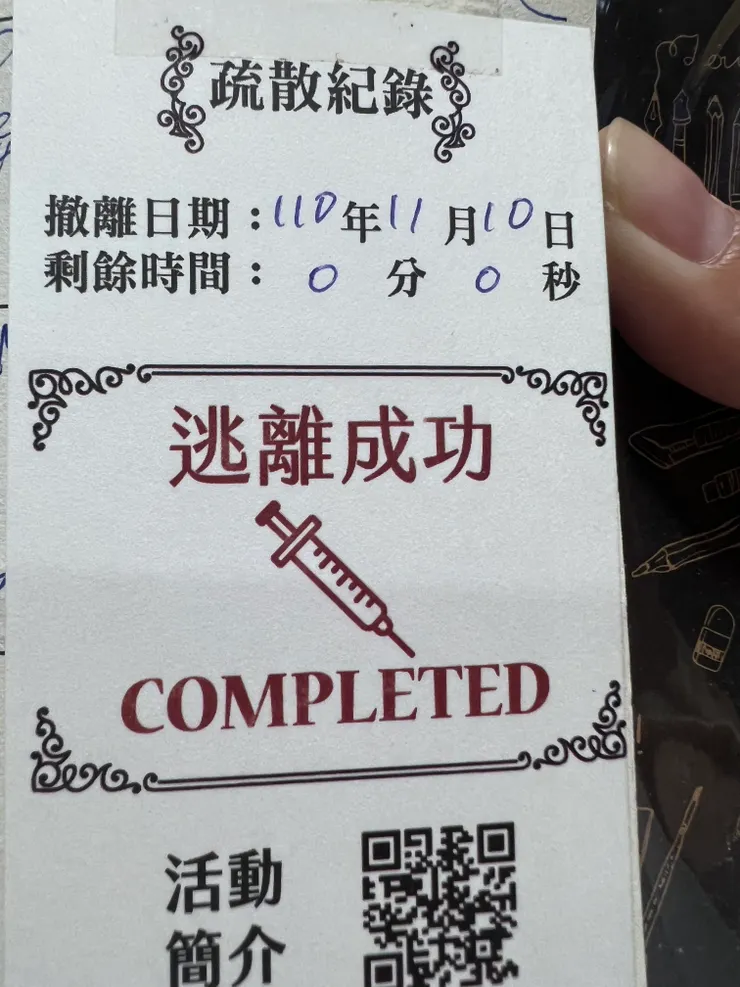 疏散紀錄
撤離日期：110年11月10日
剩餘時間：0分0秒
逃離成功
COMPLETED
活動
簡介